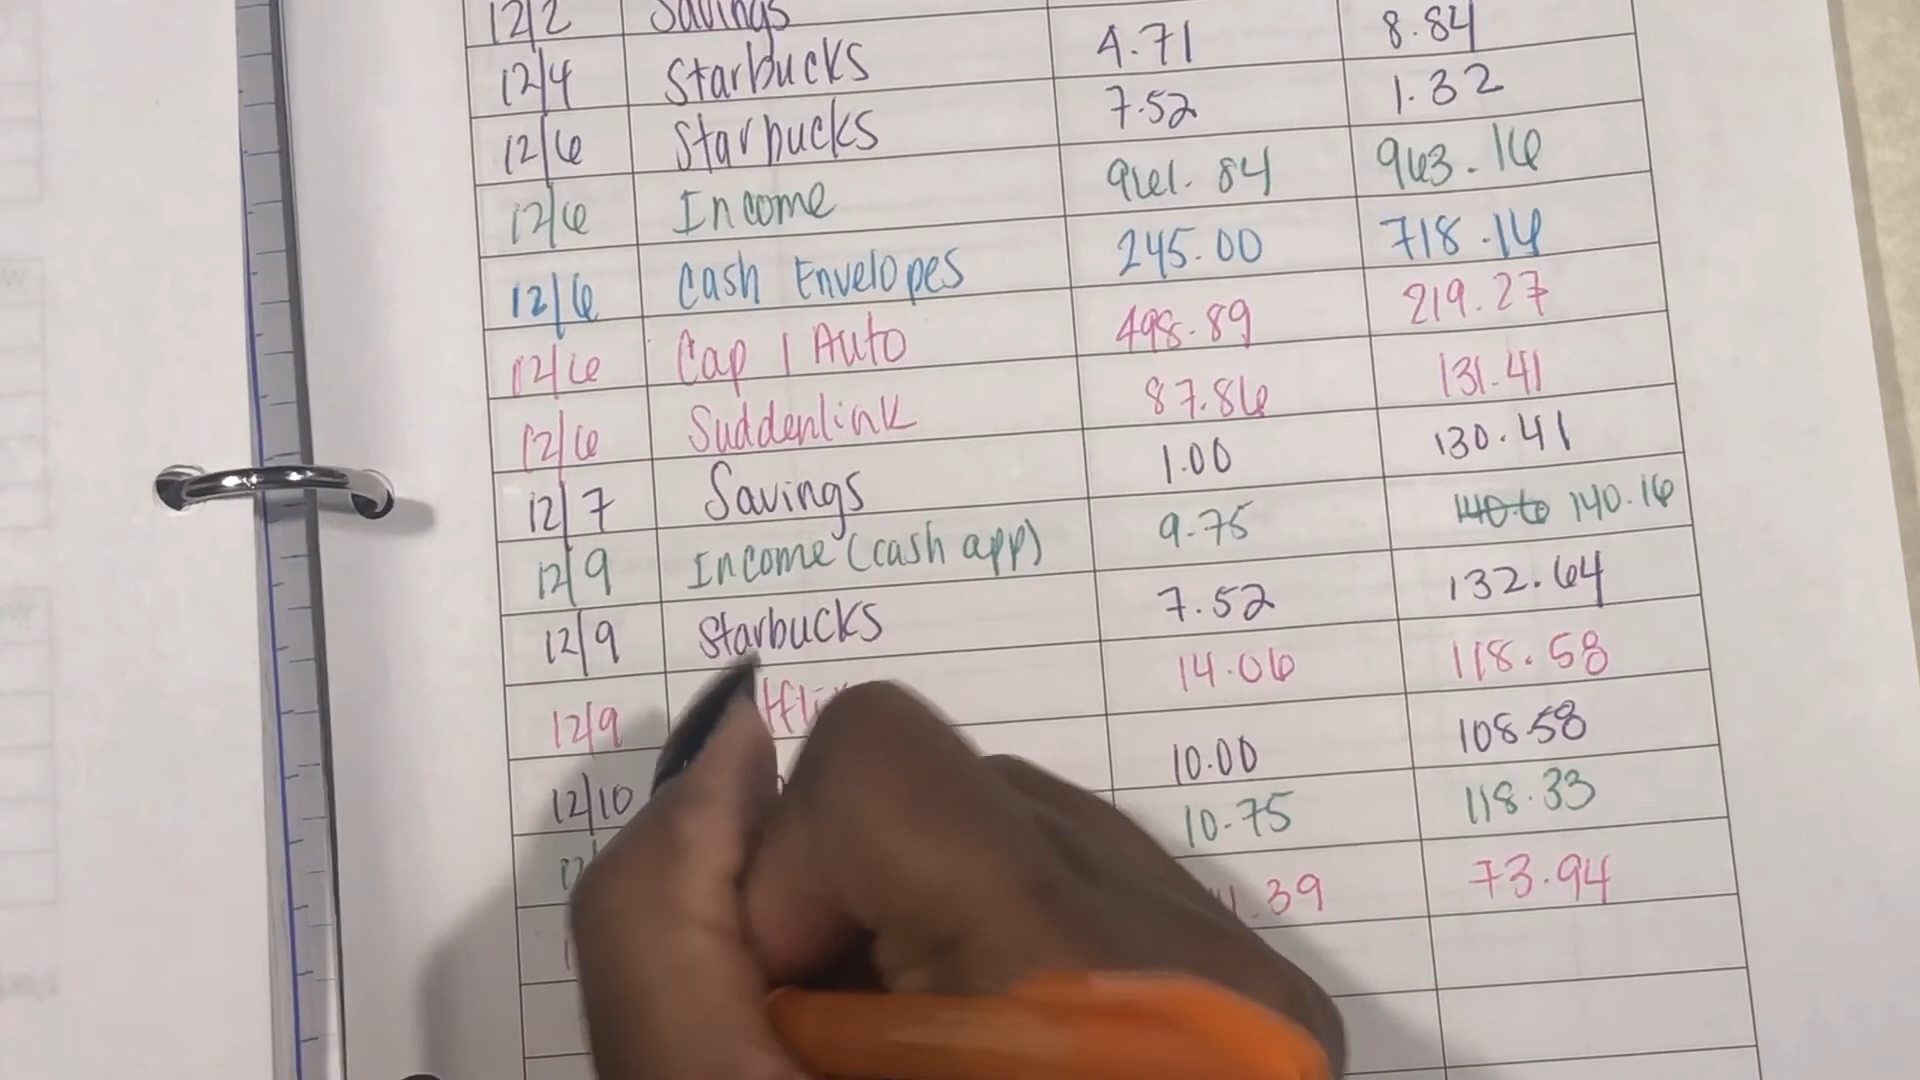 12/2 Savings
12/4 Starbucks 4.71 8.84
12/6 Starbucks 7.52 1.32
12/6 Income 961.84 963.16
12/6 Cash Envelopes 245.00 718.16
12/6 Cap 1 Auto 498.89 219.27
12/6 Suddenlink 87.86 131.41
12/7 Savings 1.00 130.41
12/9 Income (cash app) 9.75 140.16
12/9 Starbucks 7.52 132.64
12/9 14.06 118.58
12/10 10.00 108.58
10.75 118.33
.39 73.94